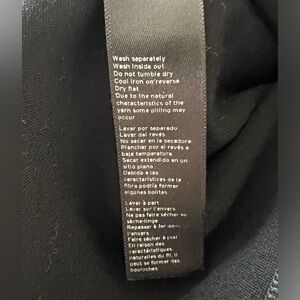 Wash separately
Wash inside out
Do not tumble dry
Cool iron on reverse
Dry flat
Due to the natural
characteristics of the
yarn some pilling may
occur
Lavar por separado
Lavar del revés
No secar en la secadora
Planchar por el revés a
baja temperatura
Secar extendido en un
sitio plano
Debido a las
características de la
fibra podría formar
algunas bolitas
Laver à part
Laver sur l'envers
Ne pas faire sécher au
sèche-linge
Repasser à fer doux
l'envers
Faire sécher à plat
En raison des
caractéristiques
naturelles du fil, il
peut se former des
bouloches